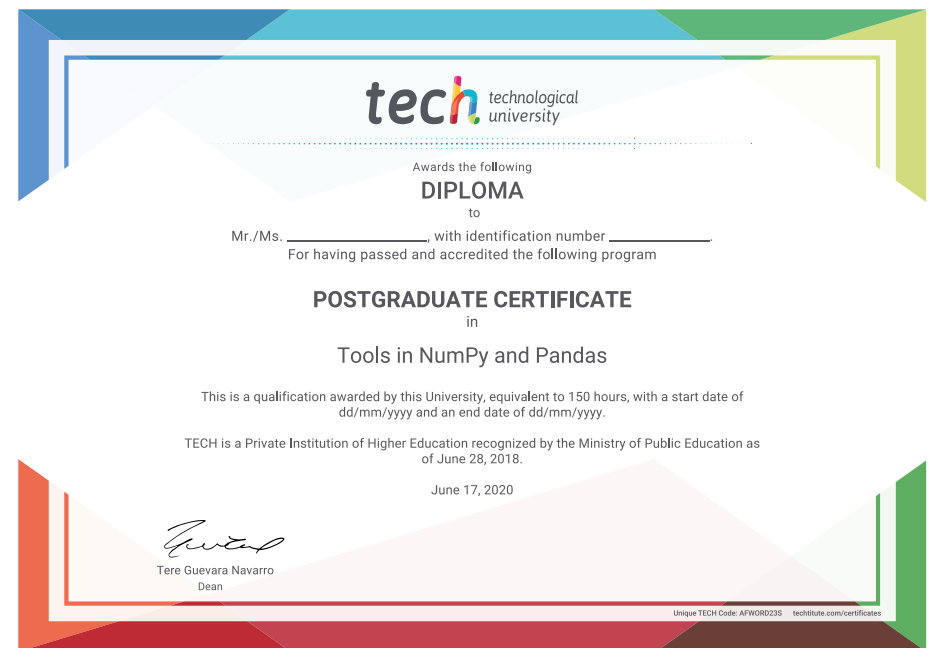 tech technological
university
Awards the following
DIPLOMA
to
Mr./Ms. ____________________, with identification number ______________.
For having passed and accredited the following program
POSTGRADUATE CERTIFICATE
in
Tools in NumPy and Pandas
This is a qualification awarded by this University, equivalent to 150 hours, with a start date of
dd/mm/yyyy and an end date of dd/mm/yyyy.
TECH is a Private Institution of Higher Education recognized by the Ministry of Public Education as
of June 28, 2018.
June 17, 2020
Tere Guevara Navarro
Dean
Unique TECH Code: AFWORD23S techtitute.com/certificates